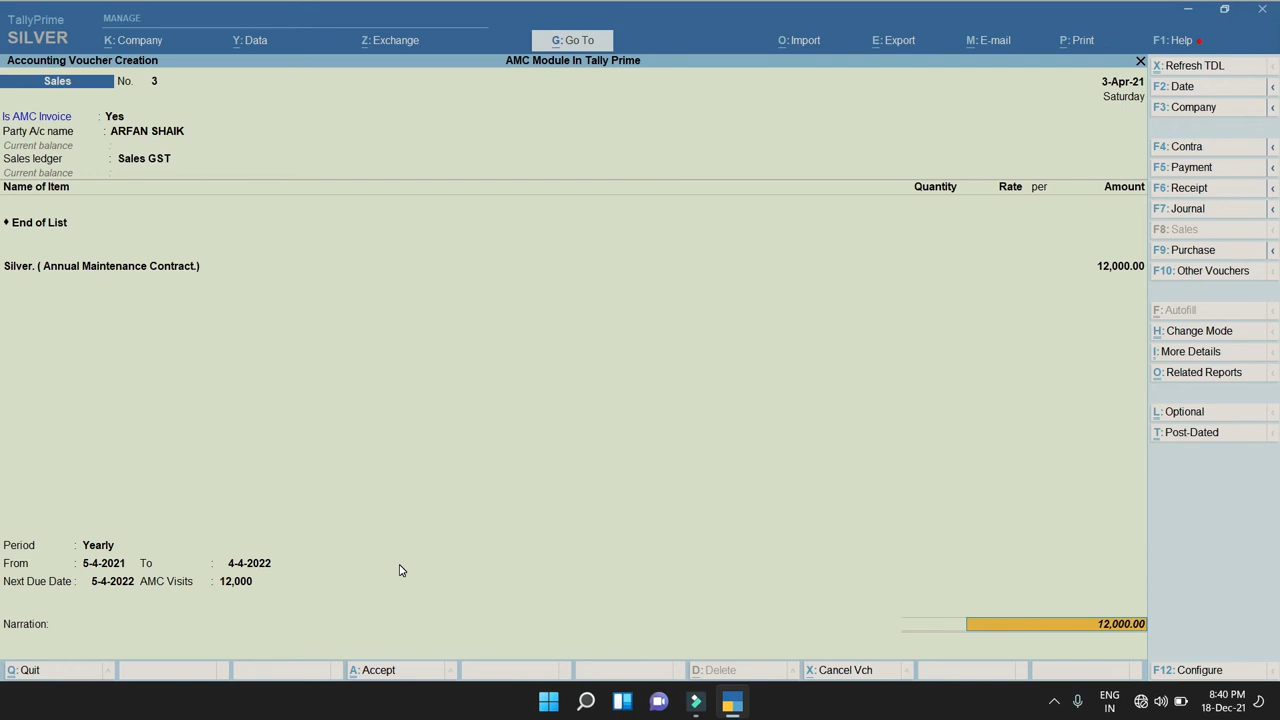 TallyPrime
MANAGE
SILVER
K: Company
Y: Data
Z: Exchange
G: Go To
O: Import
E: Export
M: E-mail
P: Print
F1: Help
Accounting Voucher Creation
AMC Module In Tally Prime
Sales
No. 3
3-Apr-21
Saturday
Is AMC Invoice : Yes
Party A/c name : ARFAN SHAIK
Current balance :
Sales ledger : Sales GST
Current balance :
Name of Item
Quantity
Rate
per
Amount
♦ End of List
Silver. ( Annual Maintenance Contract.)
12,000.00
Period : Yearly
From : 5-4-2021 To : 4-4-2022
Next Due Date : 5-4-2022 AMC Visits : 12,000
Narration:
12,000.00
Q: Quit
A: Accept
D: Delete
X: Cancel Vch
F12: Configure
X: Refresh TDL
F2: Date
F3: Company
F4: Contra
F5: Payment
F6: Receipt
F7: Journal
F8: Sales
F9: Purchase
F10: Other Vouchers
F: Autofill
H: Change Mode
I: More Details
O: Related Reports
L: Optional
T: Post-Dated
ENG
IN
8:40 PM
18-Dec-21